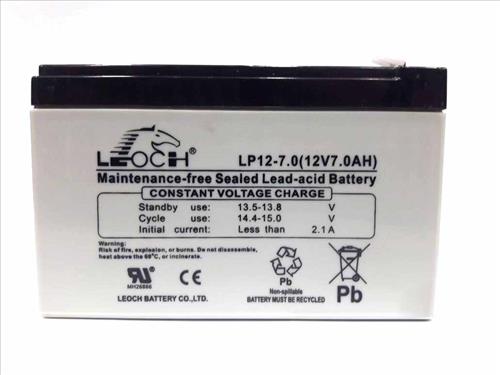 LEOCH
LP12-7.0(12V7.0AH)
Maintenance-free Sealed Lead-acid Battery
CONSTANT VOLTAGE CHARGE
Standby use: 13.5-13.8 V
Cycle use: 14.4-15.0 V
Initial current: Less than 2.1A
Warning:
Risk of fire, explosion, or burns. Do not disassemble,
heat above 60°C, or incinerate.
MH26866
CE
LEOCH BATTERY CO.,LTD.
Pb
Non-spillable
BATTERY MUST BE RECYCLED
Pb